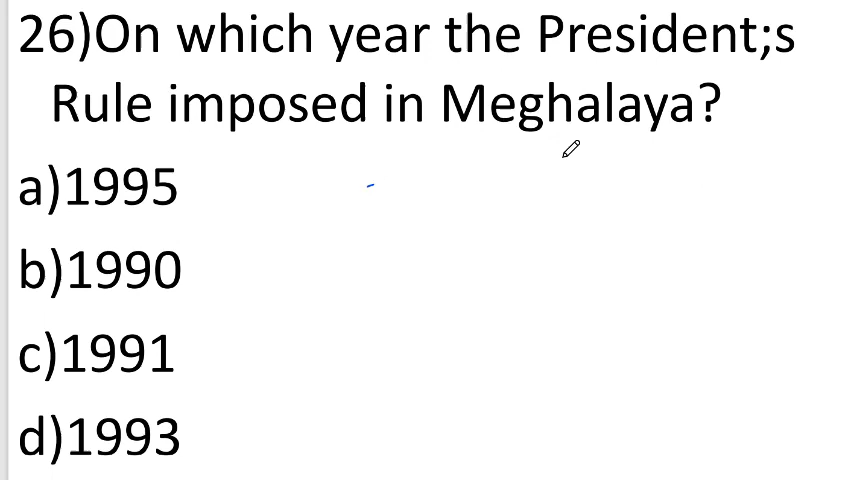 26)On which year the President;s
Rule imposed in Meghalaya?
a)1995
b)1990
c)1991
d)1993